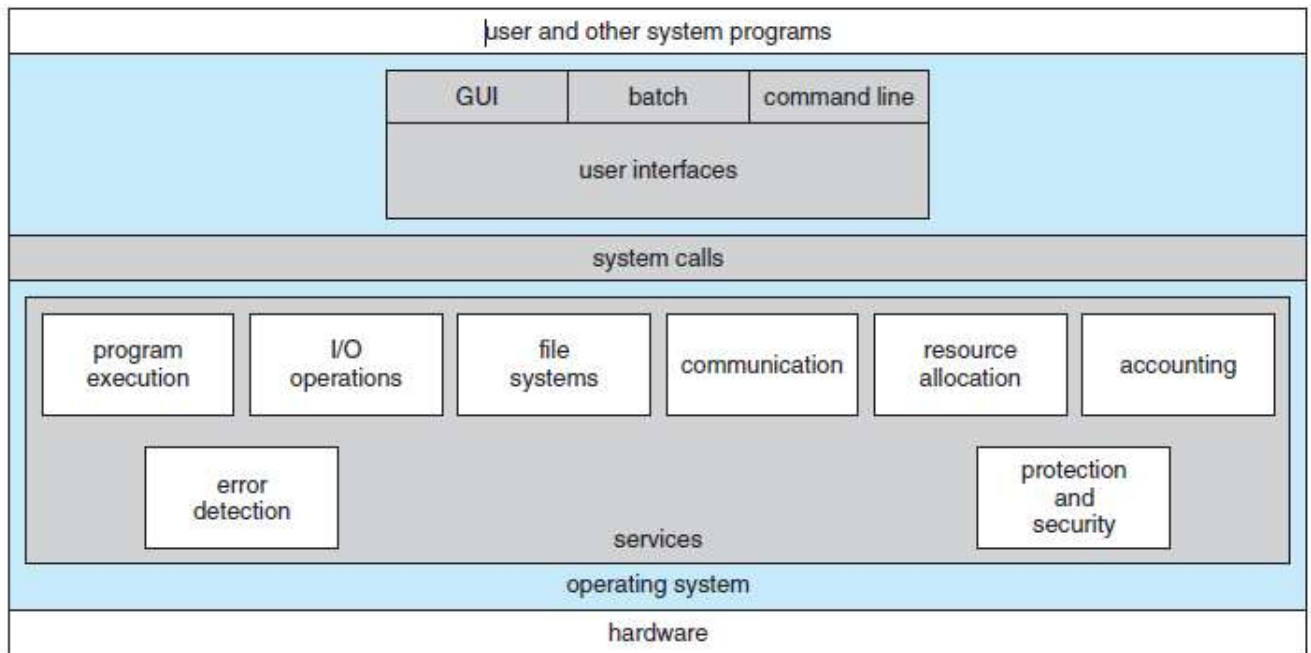 user and other system programs
GUI
batch
command line
user interfaces
system calls
program
execution
I/O
operations
file
systems
communication
resource
allocation
accounting
error
detection
protection
and
security
services
operating system
hardware